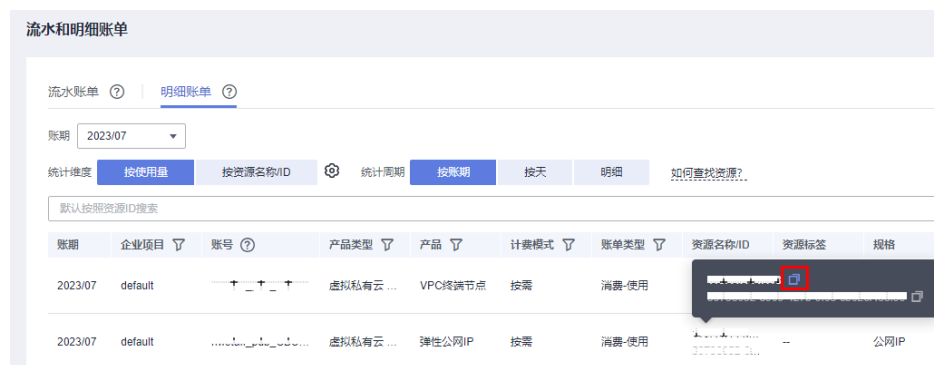 流水和明细账单
流水账单 明细账单
账期 2023/07
统计维度 按使用量 按资源名称/ID 统计周期 按账期 按天 明细 如何查找资源?
默认按照资源ID搜索
账期 企业项目 账号 产品类型 产品 计费模式 账单类型 资源名称/ID 资源标签 规格
2023/07 default 虚拟私有云 ... VPC终端节点 按需 消费-使用
2023/07 default 虚拟私有云 ... 弹性公网IP 按需 消费-使用 -- 公网IP